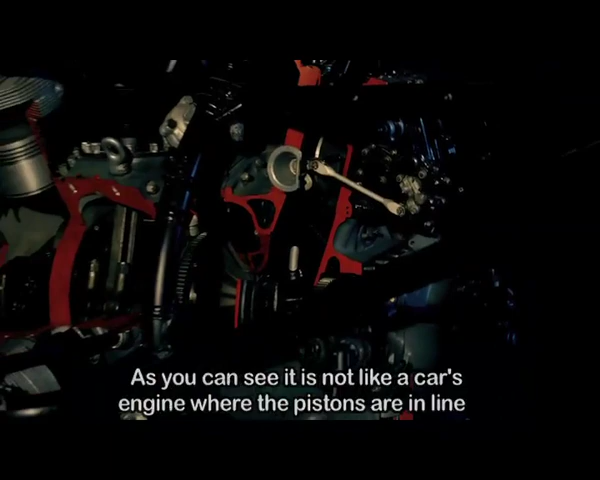 As you can see it is not like a car's
engine where the pistons are in line